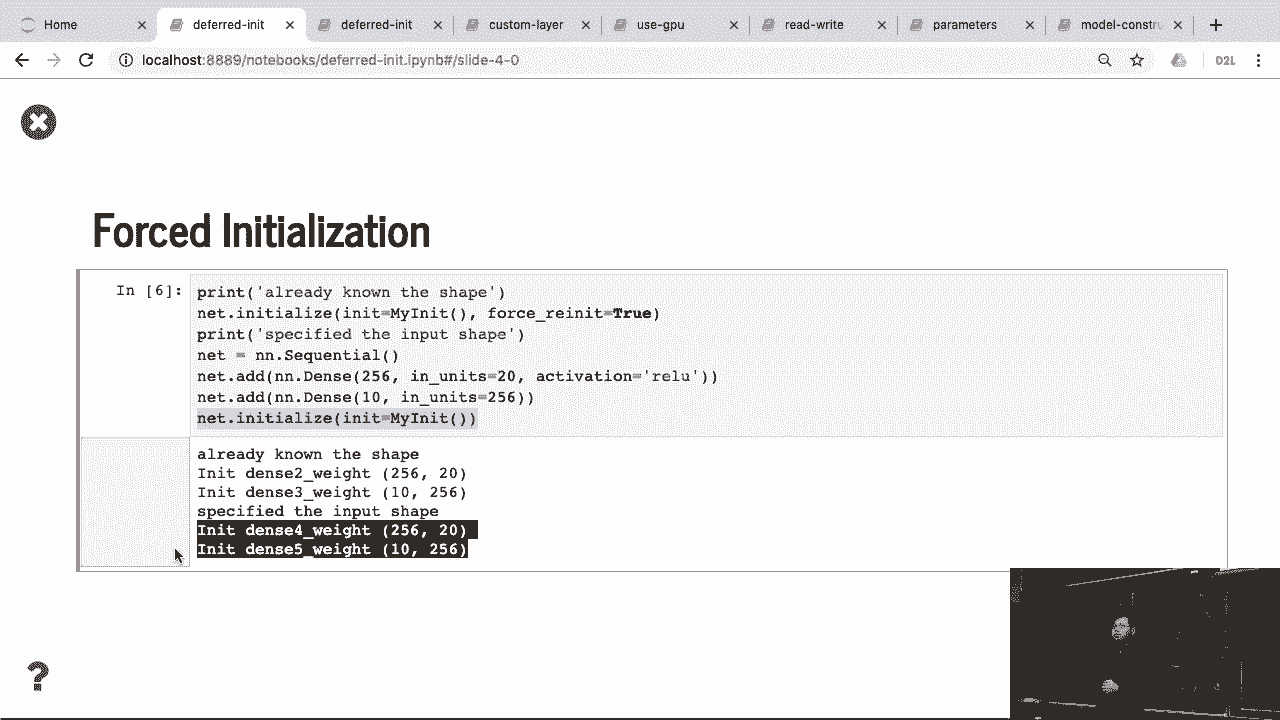 Home
deferred-init
deferred-init
custom-layer
use-gpu
read-write
parameters
model-constru
localhost:8889/notebooks/deferred-init.ipynb#/slide-4-0
D2L
Forced Initialization
In [6]:
print('already known the shape')
net.initialize(init=MyInit(), force_reinit=True)
print('specified the input shape')
net = nn.Sequential()
net.add(nn.Dense(256, in_units=20, activation='relu'))
net.add(nn.Dense(10, in_units=256))
net.initialize(init=MyInit())
already known the shape
Init dense2_weight (256, 20)
Init dense3_weight (10, 256)
specified the input shape
Init dense4_weight (256, 20)
Init dense5_weight (10, 256)
?